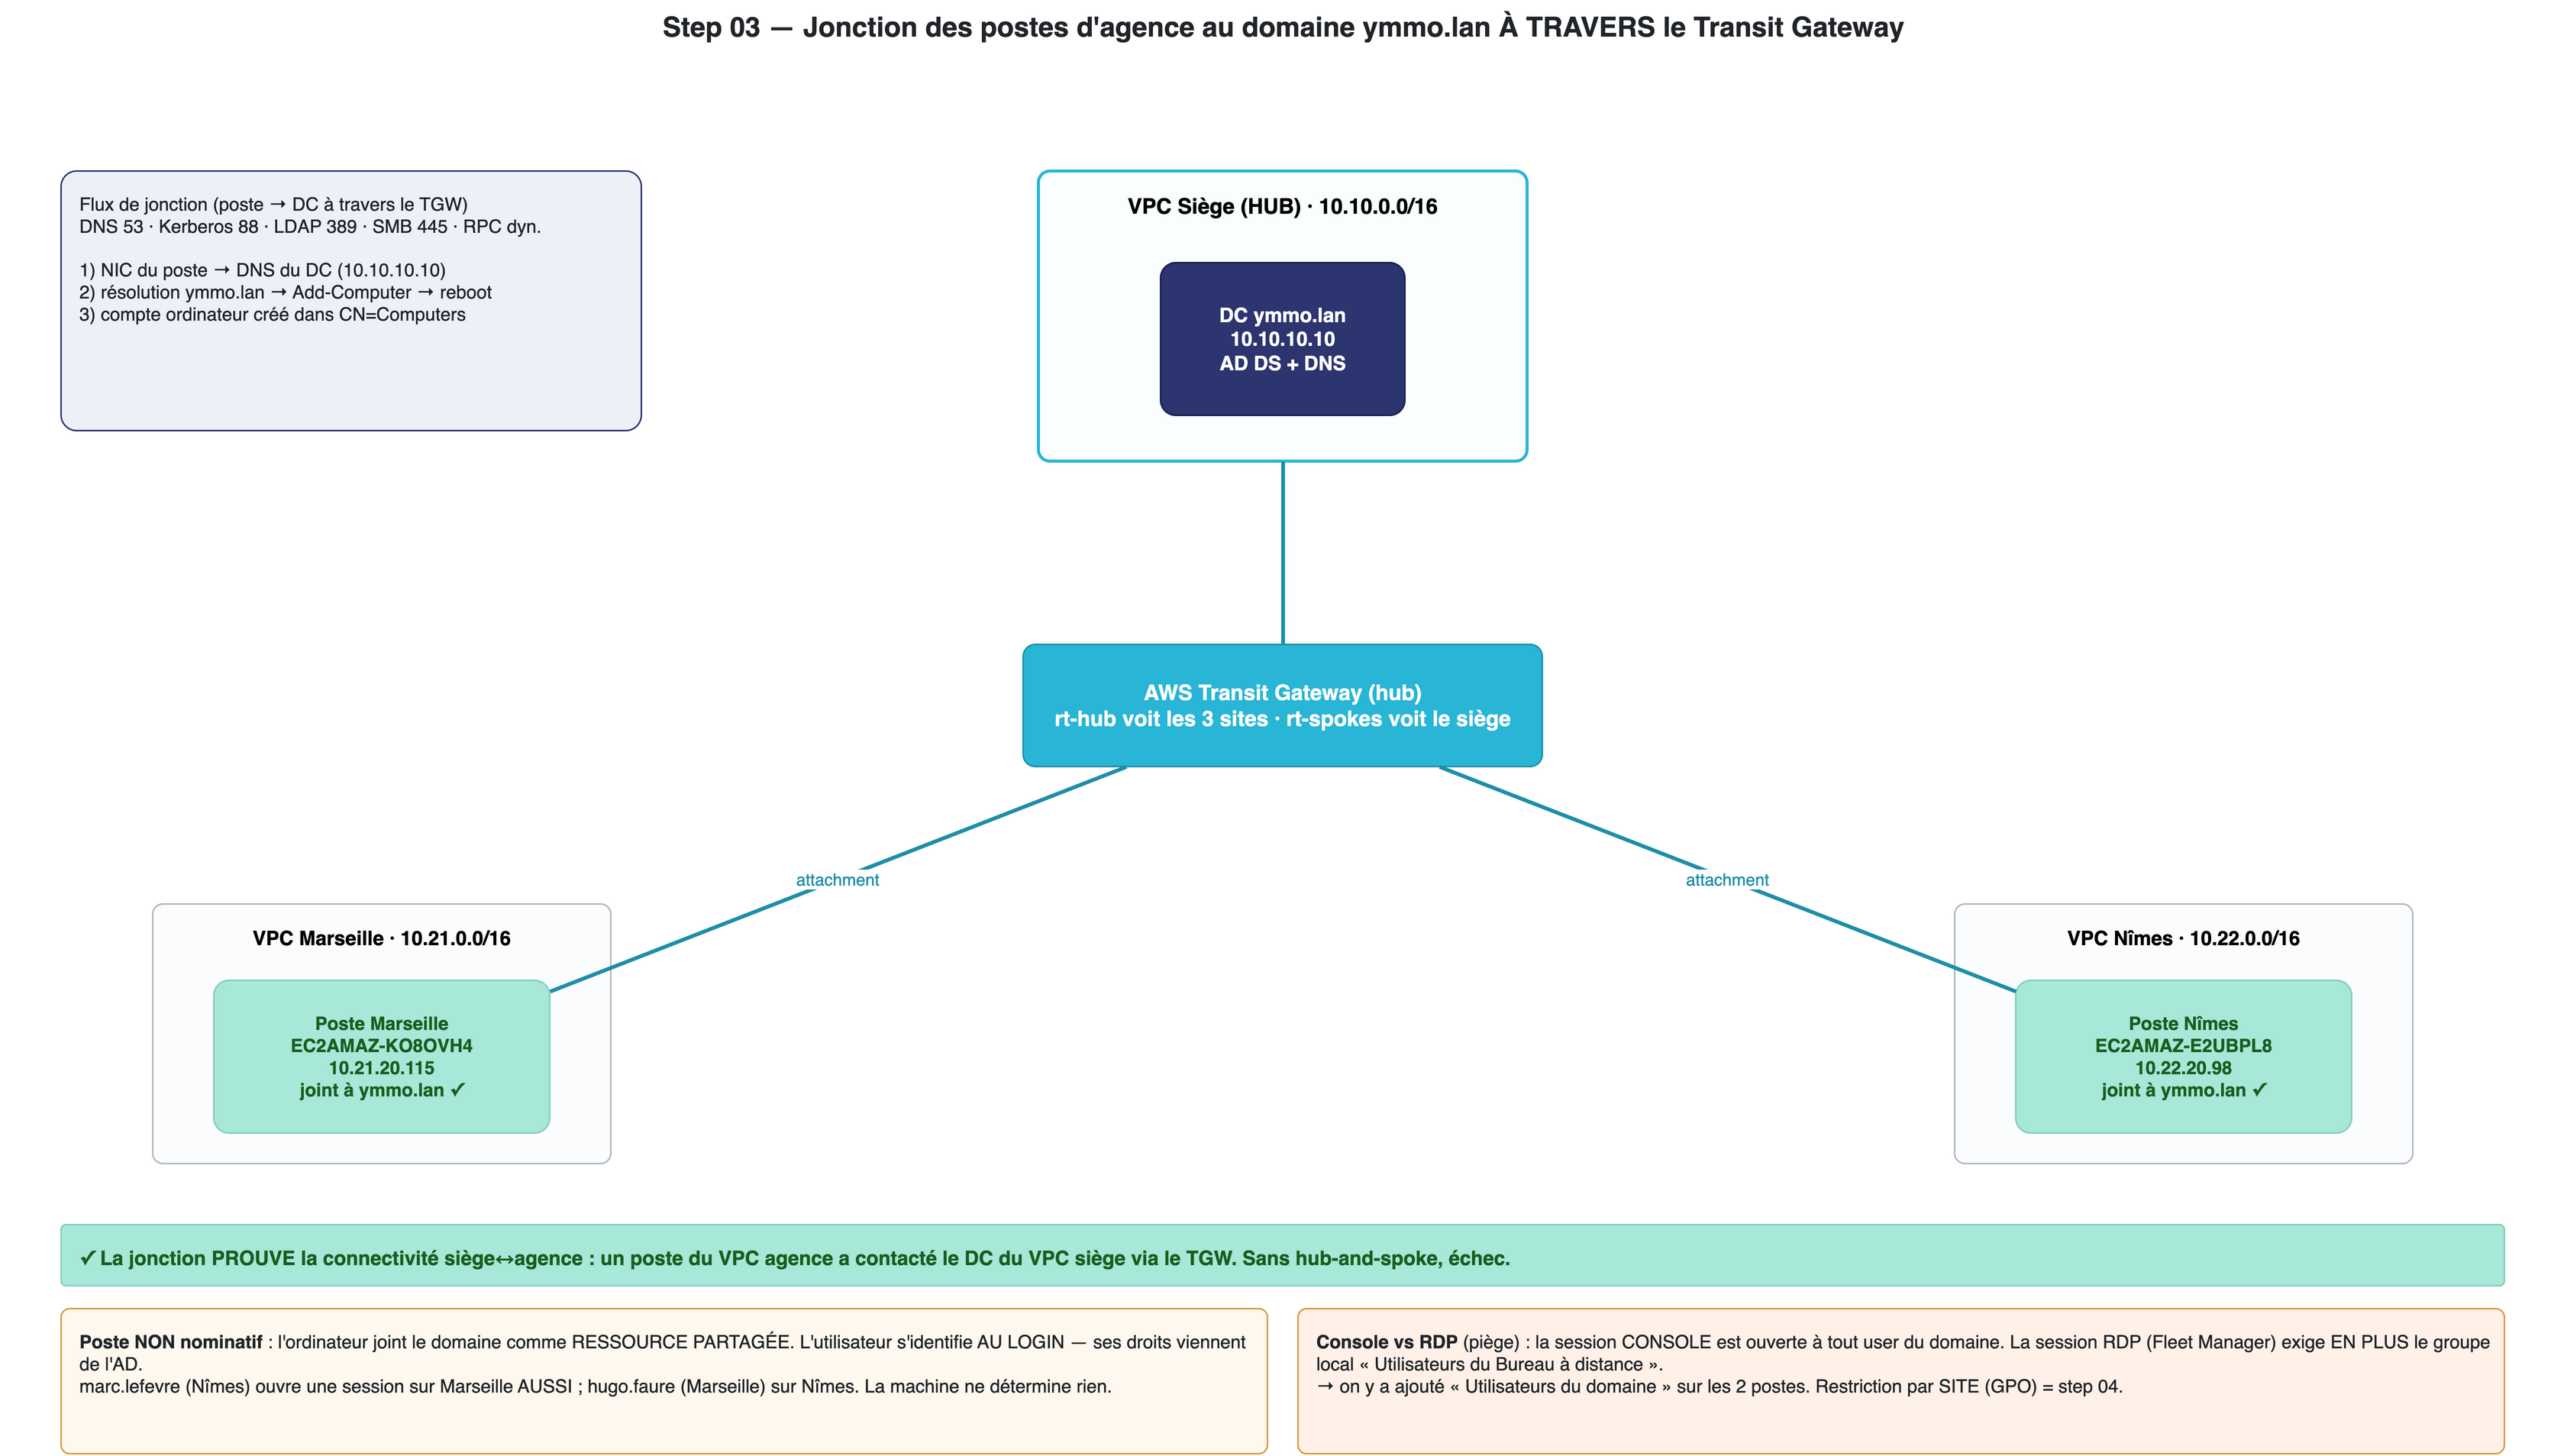 Step 03 — Jonction des postes d'agence au domaine ymmo.lan À TRAVERS le Transit Gateway
Flux de jonction (poste → DC à travers le TGW)
DNS 53 · Kerberos 88 · LDAP 389 · SMB 445 · RPC dyn.
1) NIC du poste → DNS du DC (10.10.10.10)
2) résolution ymmo.lan → Add-Computer → reboot
3) compte ordinateur créé dans CN=Computers
VPC Siège (HUB) · 10.10.0.0/16
DC ymmo.lan
10.10.10.10
AD DS + DNS
AWS Transit Gateway (hub)
rt-hub voit les 3 sites · rt-spokes voit le siège
attachment
attachment
VPC Marseille · 10.21.0.0/16
Poste Marseille
EC2AMAZ-KO8OVH4
10.21.20.115
joint à ymmo.lan ✓
VPC Nîmes · 10.22.0.0/16
Poste Nîmes
EC2AMAZ-E2UBPL8
10.22.20.98
joint à ymmo.lan ✓
✓ La jonction PROUVE la connectivité siège↔agence : un poste du VPC agence a contacté le DC du VPC siège via le TGW. Sans hub-and-spoke, échec.
Poste NON nominatif : l'ordinateur joint le domaine comme RESSOURCE PARTAGÉE. L'utilisateur s'identifie AU LOGIN — ses droits viennent
de l'AD.
marc.lefevre (Nîmes) ouvre une session sur Marseille AUSSI ; hugo.faure (Marseille) sur Nîmes. La machine ne détermine rien.
Console vs RDP (piège) : la session CONSOLE est ouverte à tout user du domaine. La session RDP (Fleet Manager) exige EN PLUS le groupe
local « Utilisateurs du Bureau à distance ».
→ on y a ajouté « Utilisateurs du domaine » sur les 2 postes. Restriction par SITE (GPO) = step 04.